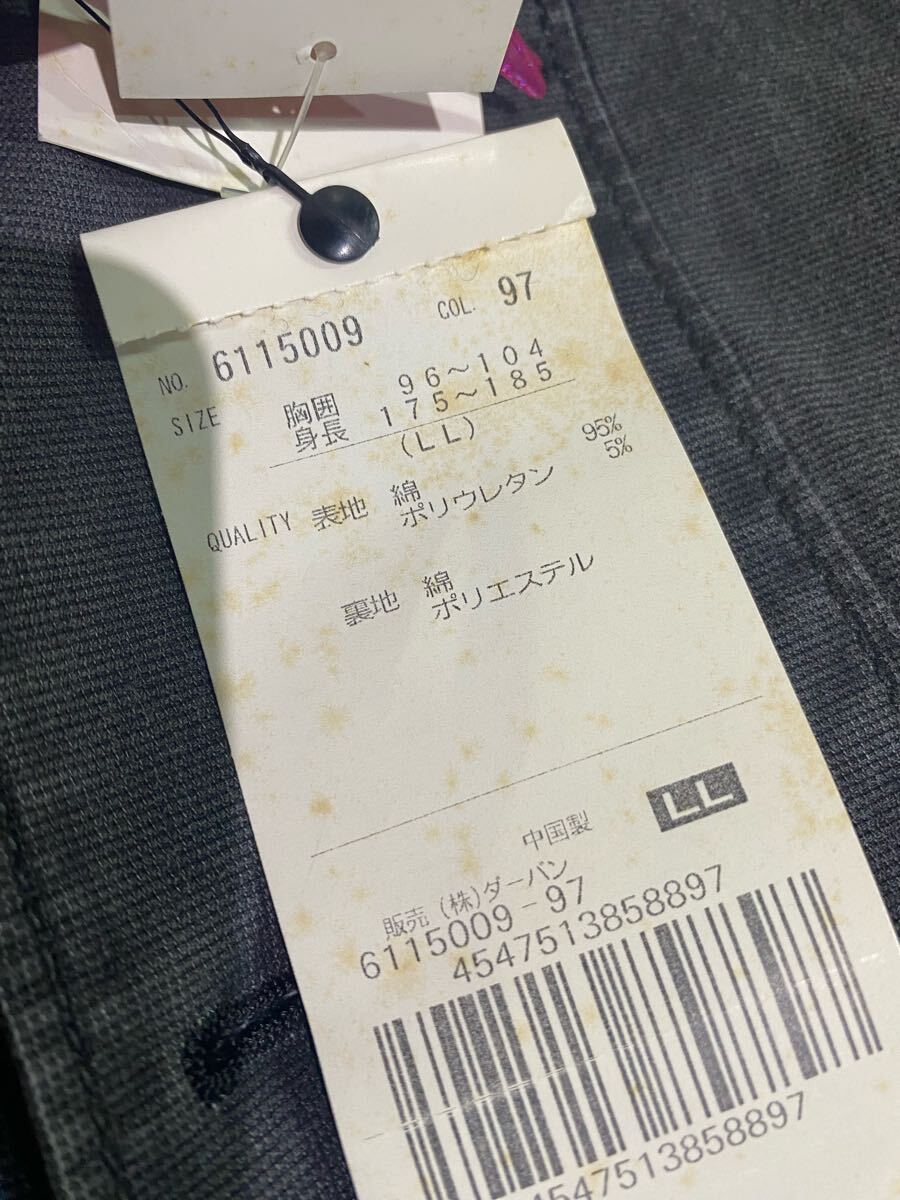 NO. 6115009 COL. 97
SIZE 胸囲 96～104
身長 175～185
(LL)
QUALITY 表地 綿 95%
ポリウレタン 5%
裏地 綿
ポリエステル
中国製 LL
販売 (株)ダーバン
6115009-97
4547513858897
4547513858897